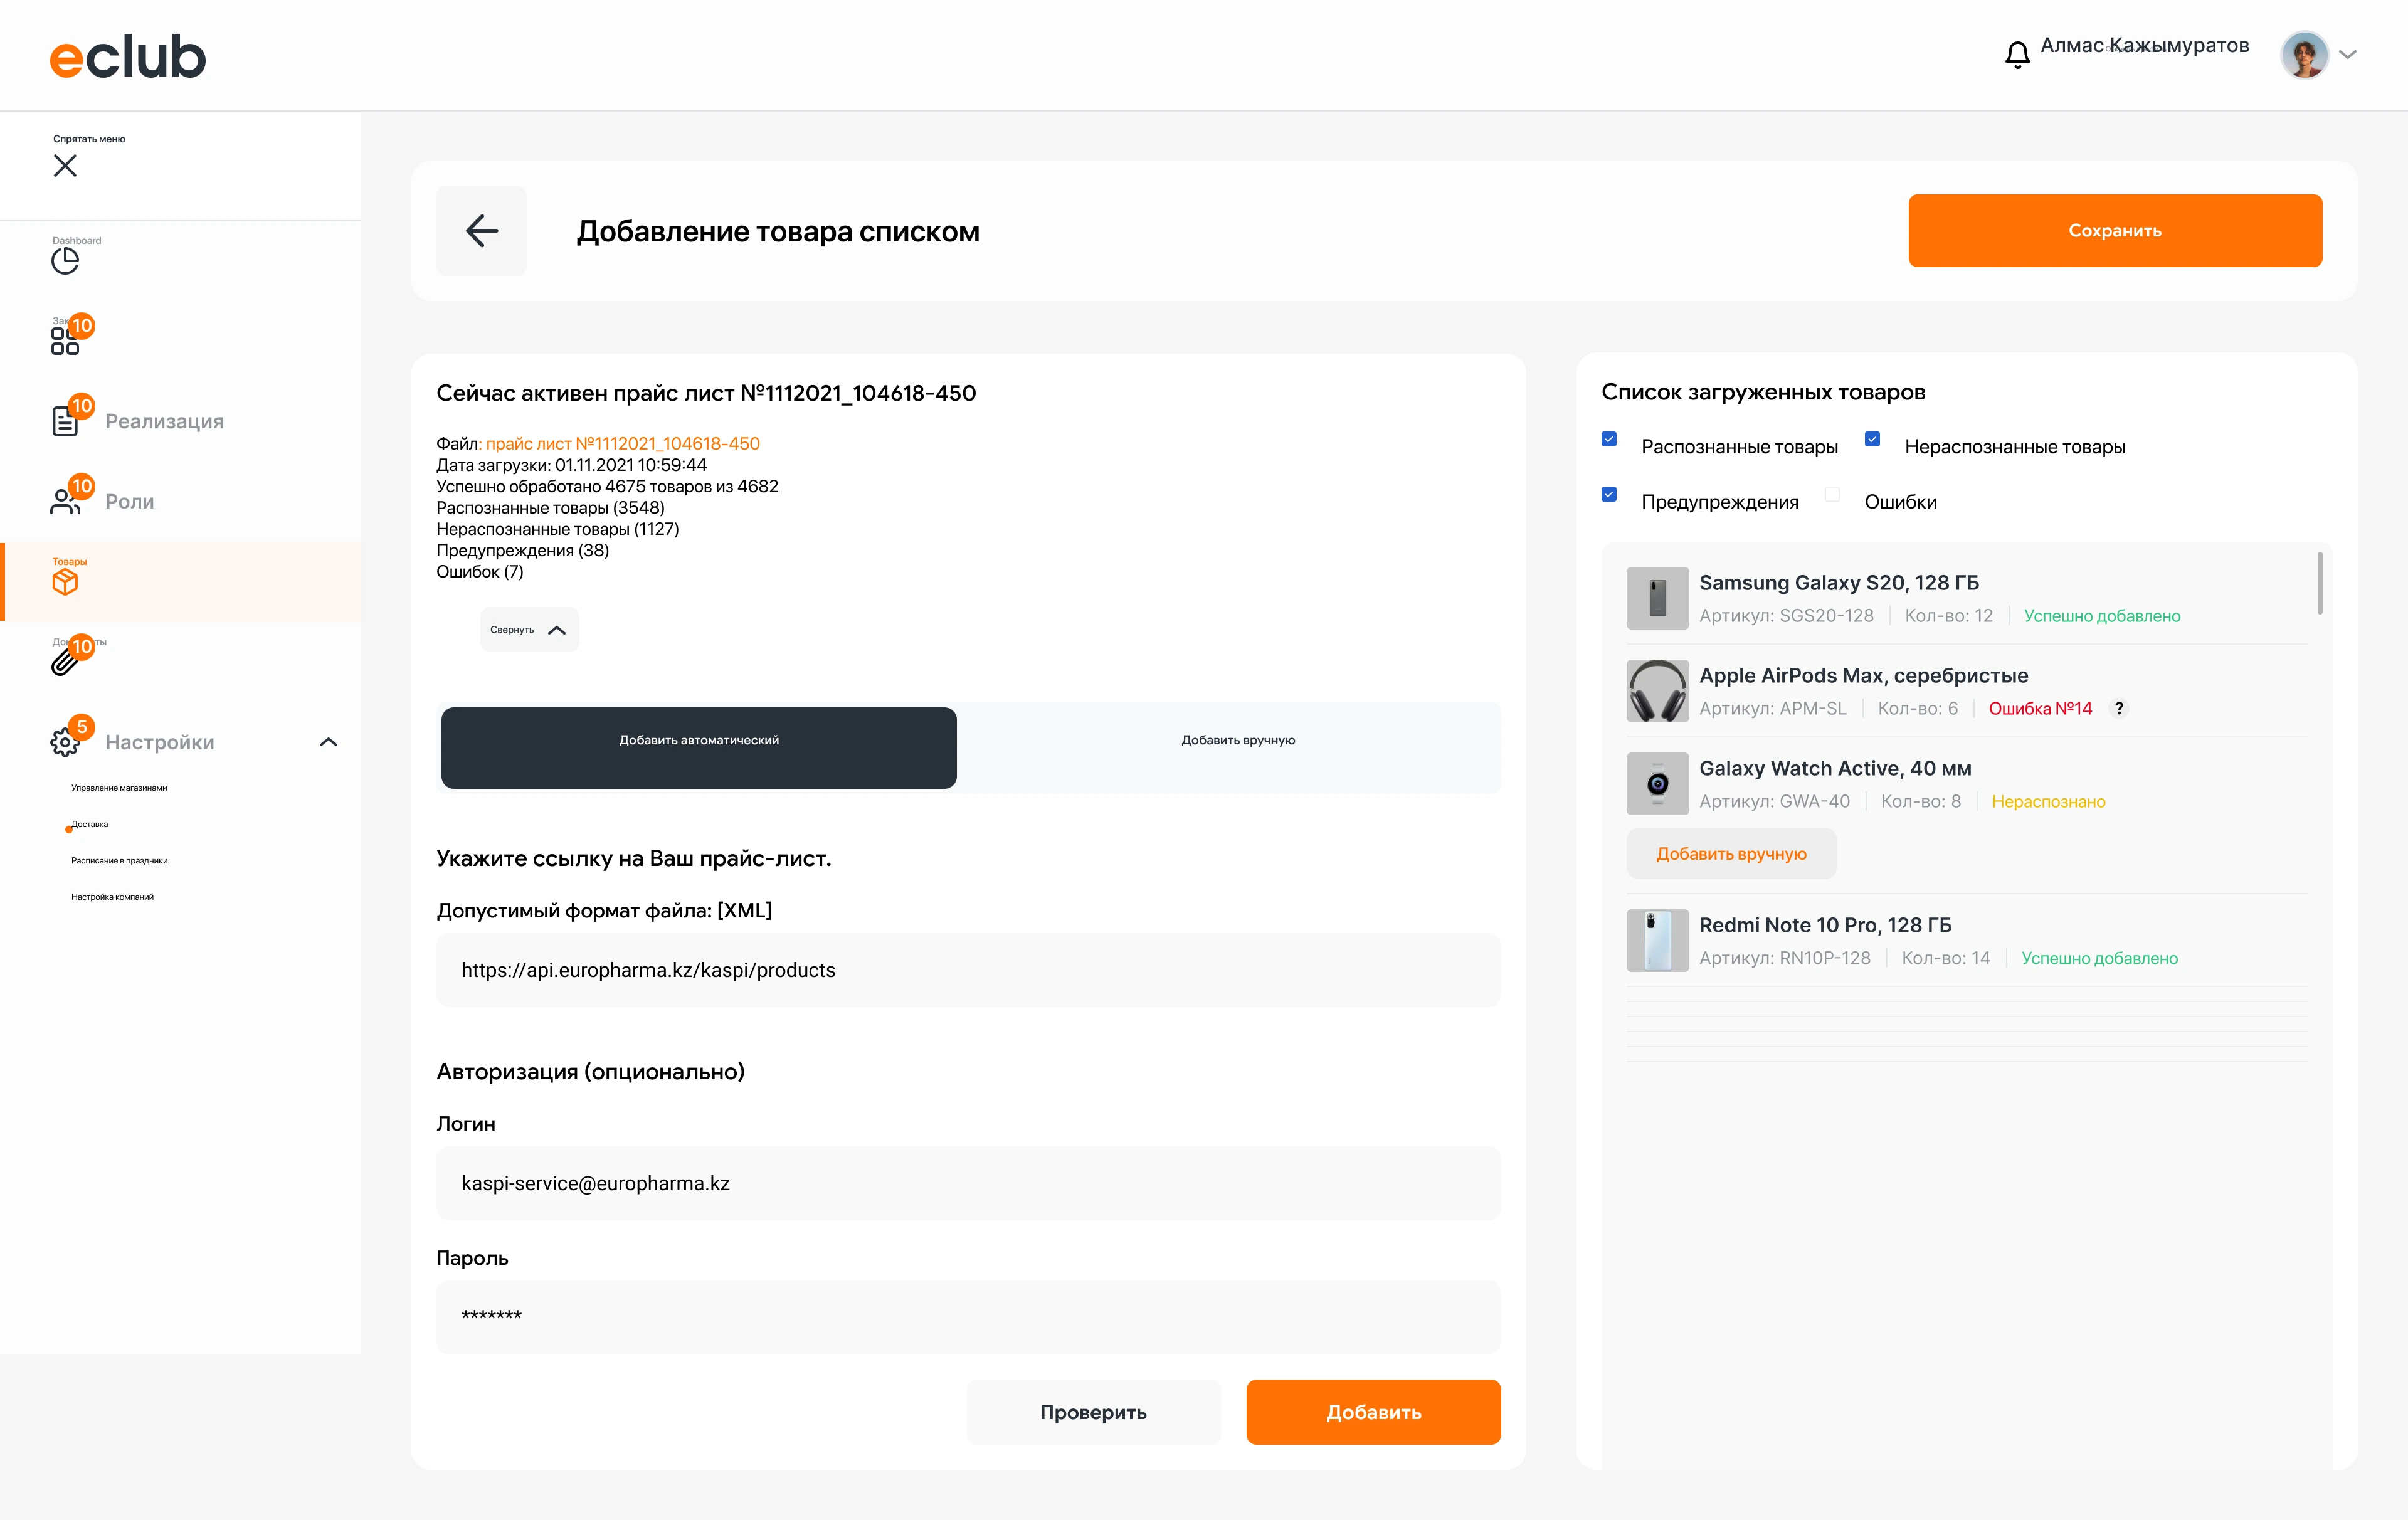 eclub
Алмас Кажымуратов
Спрятать меню
Dashboard
10
10
Реализация
10
Роли
Товары
10
5
Настройки
Управление магазинами
Доставка
Расписание в праздники
Настройка компаний
Добавление товара списком
Сохранить
Сейчас активен прайс лист №1112021_104618-450
Файл: прайс лист №1112021_104618-450
Дата загрузки: 01.11.2021 10:59:44
Успешно обработано 4675 товаров из 4682
Распознанные товары (3548)
Нераспознанные товары (1127)
Предупреждения (38)
Ошибок (7)
Свернуть
Добавить автоматический
Добавить вручную
Укажите ссылку на Ваш прайс-лист.
Допустимый формат файла: [XML]
https://api.europharma.kz/kaspi/products
Авторизация (опционально)
Логин
kaspi-service@europharma.kz
Пароль
*******
Проверить
Добавить
Список загруженных товаров
Распознанные товары
Нераспознанные товары
Предупреждения
Ошибки
Samsung Galaxy S20, 128 ГБ
Артикул: SGS20-128 Кол-во: 12 Успешно добавлено
Apple AirPods Max, серебристые
Артикул: APM-SL Кол-во: 6 Ошибка №14 ?
Galaxy Watch Active, 40 мм
Артикул: GWA-40 Кол-во: 8 Нераспознано
Добавить вручную
Redmi Note 10 Pro, 128 ГБ
Артикул: RN10P-128 Кол-во: 14 Успешно добавлено